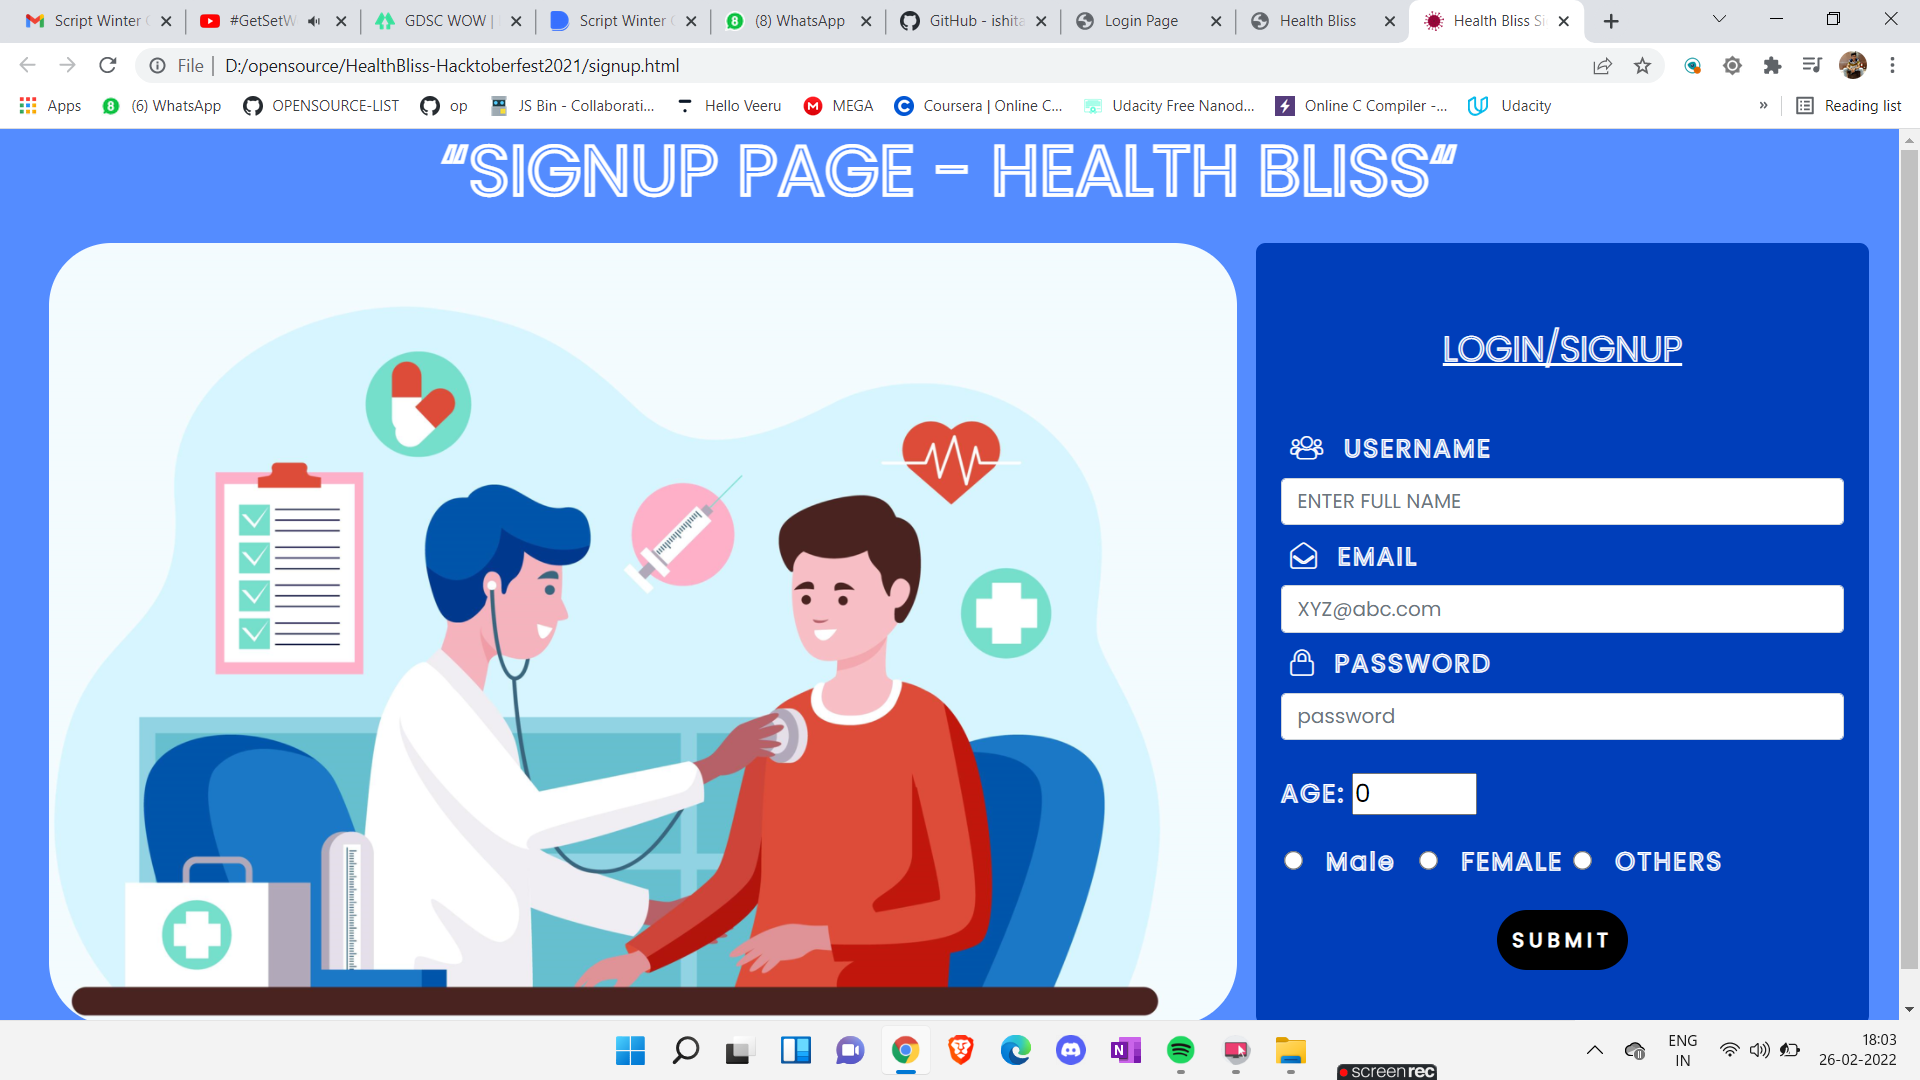 Script Winter
#GetSetW
GDSC WOW |
Script Winter
(8) WhatsApp
GitHub - ishita
Login Page
Health Bliss
Health Bliss Si
File
D:/opensource/HealthBliss-Hacktoberfest2021/signup.html
Apps
(6) WhatsApp
OPENSOURCE-LIST
op
JS Bin - Collaborati...
Hello Veeru
MEGA
Coursera | Online C...
Udacity Free Nanod...
Online C Compiler -...
Udacity
»
Reading list
“SIGNUP PAGE - HEALTH BLISS“
LOGIN/SIGNUP
USERNAME
ENTER FULL NAME
EMAIL
XYZ@abc.com
PASSWORD
password
AGE: 0
Male FEMALE OTHERS
SUBMIT
ENG
IN
18:03
26-02-2022
screenrec